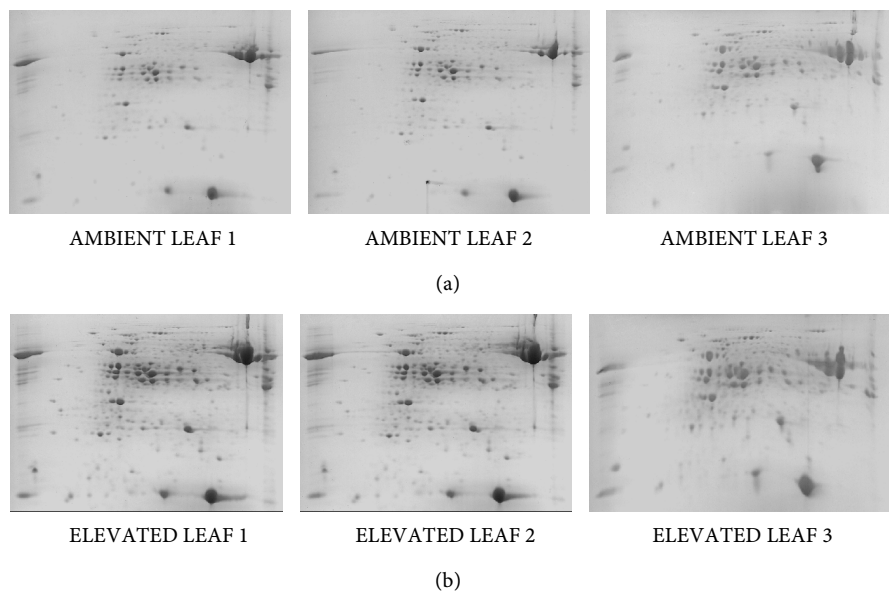 AMBIENT LEAF 1
AMBIENT LEAF 2
AMBIENT LEAF 3
(a)
ELEVATED LEAF 1
ELEVATED LEAF 2
ELEVATED LEAF 3
(b)